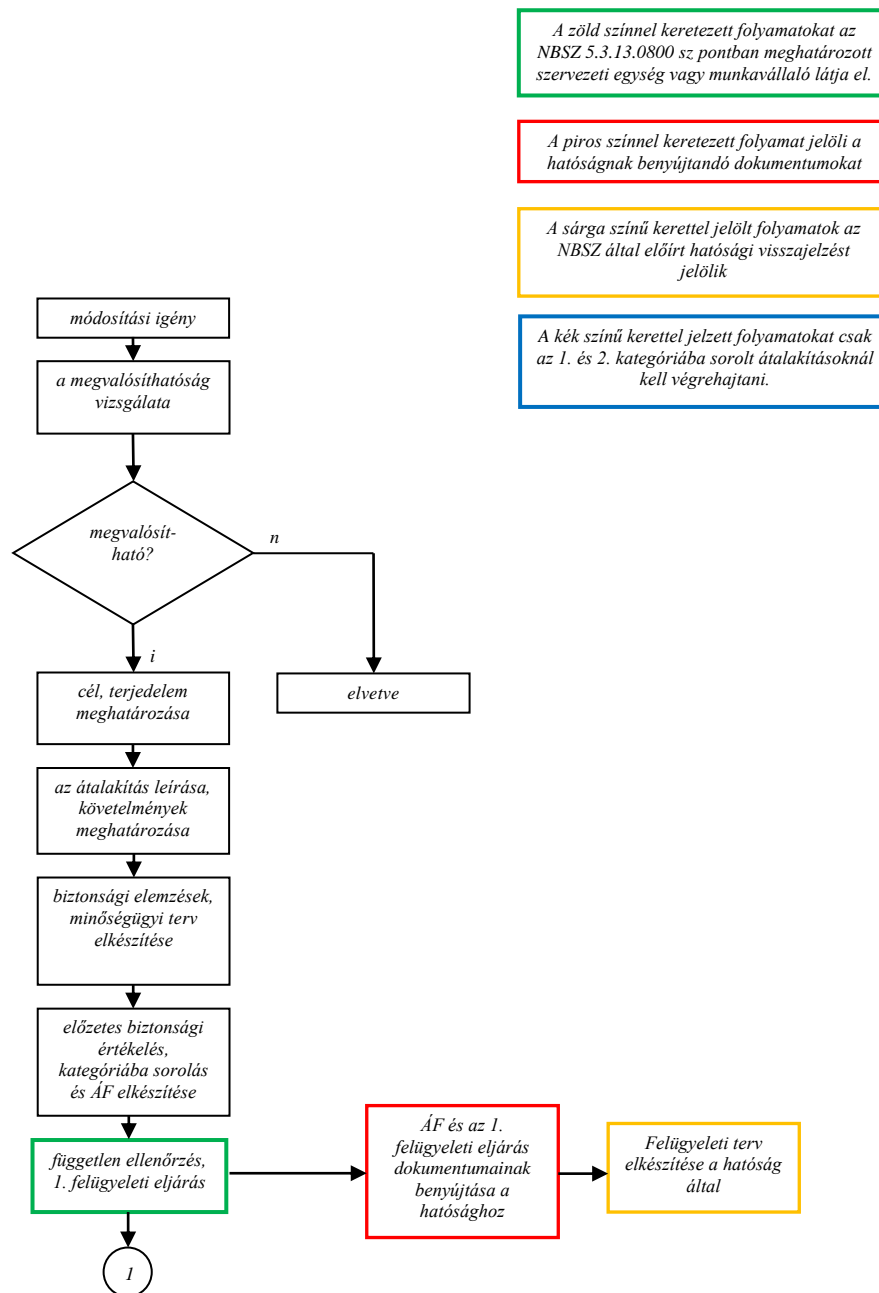 A zöld színnel keretezett folyamatokat az
NBSZ 5.3.13.0800 sz pontban meghatározott
szervezeti egység vagy munkavállaló látja el.
A piros színnel keretezett folyamat jelöli a
hatóságnak benyújtandó dokumentumokat
A sárga színű kerettel jelölt folyamatok az
NBSZ által előírt hatósági visszajelzést
jelölik
A kék színű kerettel jelzett folyamatokat csak
az 1. és 2. kategóriába sorolt átalakításoknál
kell végrehajtani.
módosítási igény
a megvalósíthatóság
vizsgálata
megvalósít-
ható?
n
i
elvetve
cél, terjedelem
meghatározása
az átalakítás leírása,
követelmények
meghatározása
biztonsági elemzések,
minőségügyi terv
elkészítése
előzetes biztonsági
értékelés,
kategóriába sorolás
és ÁF elkészítése
független ellenőrzés,
1. felügyeleti eljárás
ÁF és az 1.
felügyeleti eljárás
dokumentumainak
benyújtása a
hatósághoz
Felügyeleti terv
elkészítése a hatóság
által
1